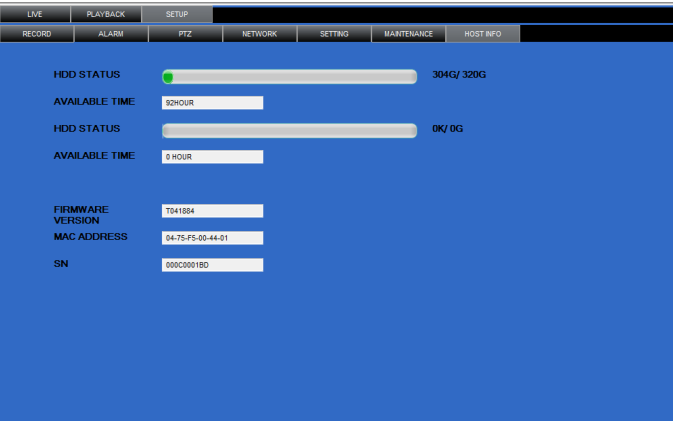 LIVE PLAYBACK SETUP
RECORD ALARM PTZ NETWORK SETTING MAINTENANCE HOST INFO
HDD STATUS 304G/ 320G
AVAILABLE TIME 92HOUR
HDD STATUS 0K/ 0G
AVAILABLE TIME 0 HOUR
FIRMWARE T041884
VERSION
MAC ADDRESS 04-75-F5-00-44-01
SN 000C0001BD